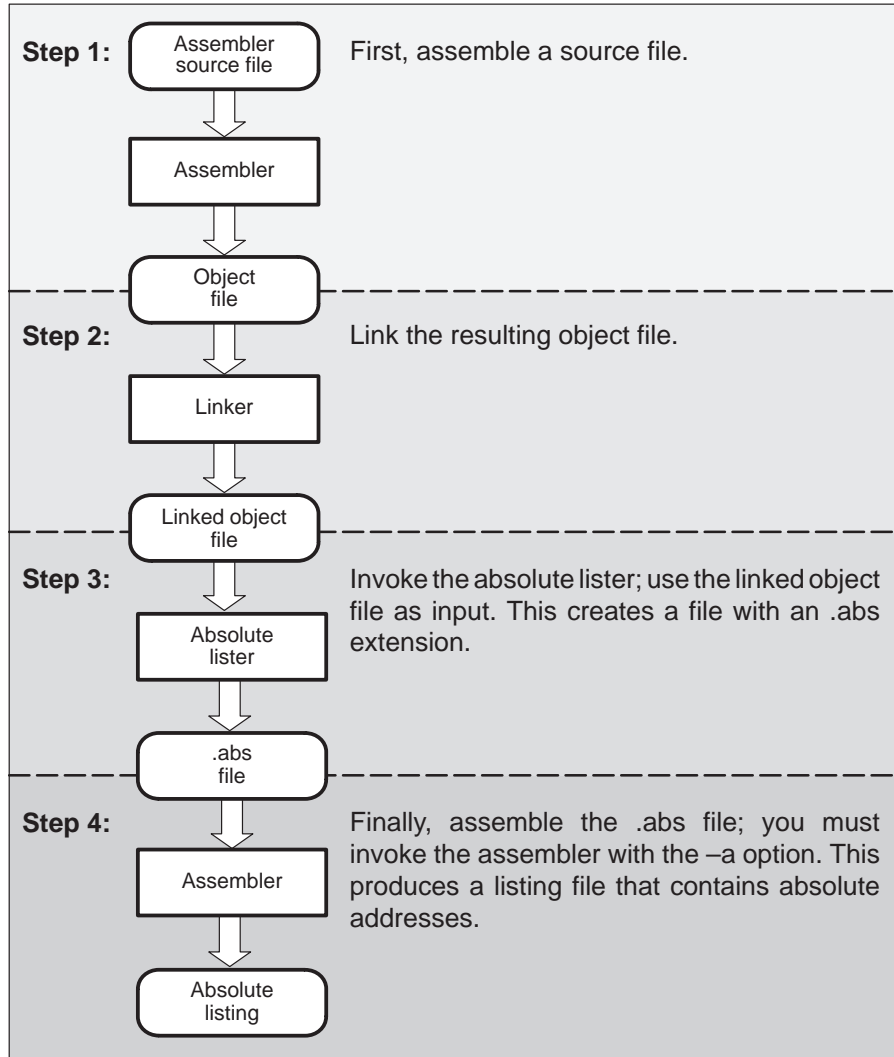 Step 1:
Assembler
source file
First, assemble a source file.
Assembler
Object
file
Step 2:
Link the resulting object file.
Linker
Linked object
file
Step 3:
Invoke the absolute lister; use the linked object
file as input. This creates a file with an .abs
extension.
Absolute
lister
.abs
file
Step 4:
Finally, assemble the .abs file; you must
invoke the assembler with the –a option. This
produces a listing file that contains absolute
addresses.
Assembler
Absolute
listing